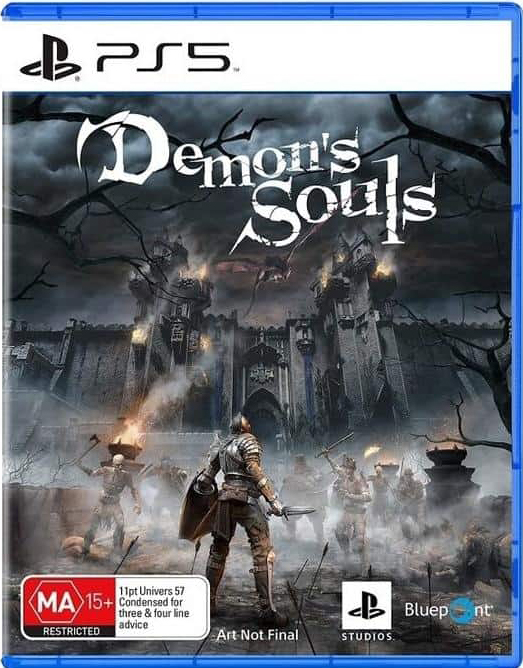 PS5
Demon's
Souls
MA 15+
RESTRICTED
11pt Univers 57
Condensed for
three & four line
advice
Art Not Final
STUDIOS
Bluepoint